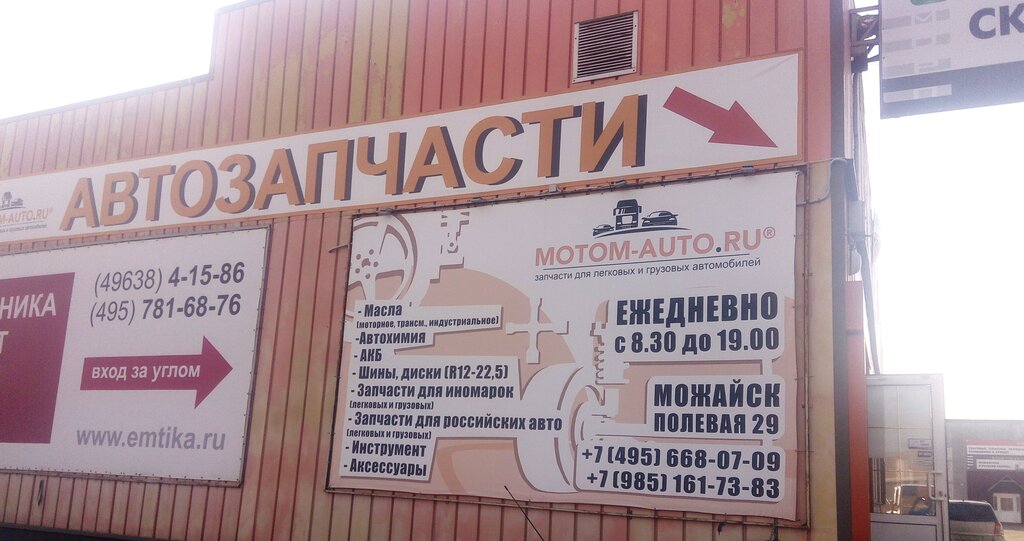 СК
АВТОЗАПЧАСТИ
M-AUTO.RU®
(49638) 4-15-86
(495) 781-68-76
НИКА
Т
вход за углом
www.emtika.ru
MOTOM-AUTO.RU®
запчасти для легковых и грузовых автомобилей
- Масла
(моторное, трансм., индустриальное)
-Автохимия
- АКБ
- Шины, диски (R12-22,5)
- Запчасти для иномарок
(легковых и грузовых)
-Запчасти для российских авто
(легковых и грузовых)
-Инструмент
- Аксессуары
ЕЖЕДНЕВНО
с 8.30 до 19.00
МОЖАЙСК
ПОЛЕВАЯ 29
+7 (495) 668-07-09
+7 (985) 161-73-83